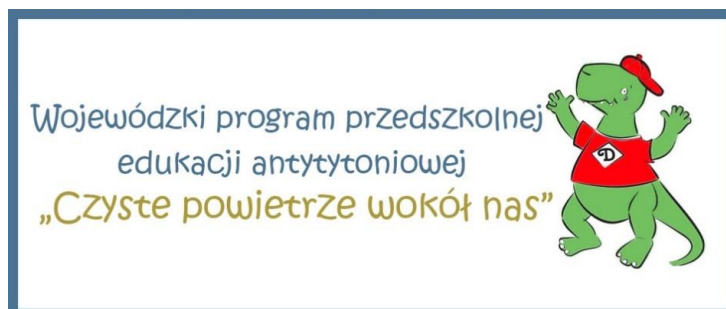 Wojewódzki program przedszkolnej
edukacji antytytoniowej
„Czyste powietrze wokół nas”
D